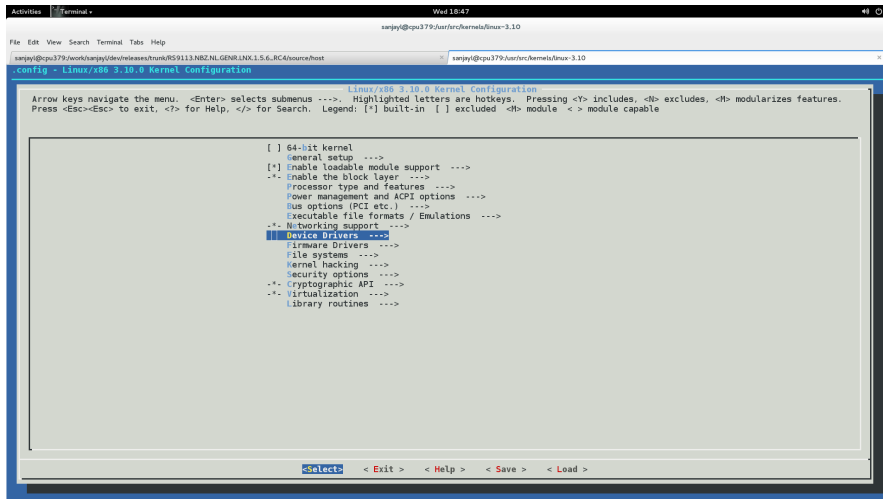 Activities Terminal Wed 18:47
sanjayl@cpu379:/usr/src/kernels/linux-3.10
File Edit View Search Terminal Tabs Help
sanjayl@cpu379:/work/sanjayl/dev/releases/trunk/RS9113.NBZ.NL.GENR.LNX.1.5.6_RC4/source/host × sanjayl@cpu379:/usr/src/kernels/linux-3.10 ×
.config - Linux/x86 3.10.0 Kernel Configuration
Linux/x86 3.10.0 Kernel Configuration
Arrow keys navigate the menu. <Enter> selects submenus --->. Highlighted letters are hotkeys. Pressing <Y> includes, <N> excludes, <M> modularizes features.
Press <Esc><Esc> to exit, <?> for Help, </> for Search. Legend: [*] built-in [ ] excluded <M> module < > module capable
[ ] 64-bit kernel
General setup --->
[*] Enable loadable module support --->
-*- Enable the block layer --->
Processor type and features --->
Power management and ACPI options --->
Bus options (PCI etc.) --->
Executable file formats / Emulations --->
-*- Networking support --->
Device Drivers --->
Firmware Drivers --->
File systems --->
Kernel hacking --->
Security options --->
-*- Cryptographic API --->
-*- Virtualization --->
Library routines --->
<Select> < Exit > < Help > < Save > < Load >